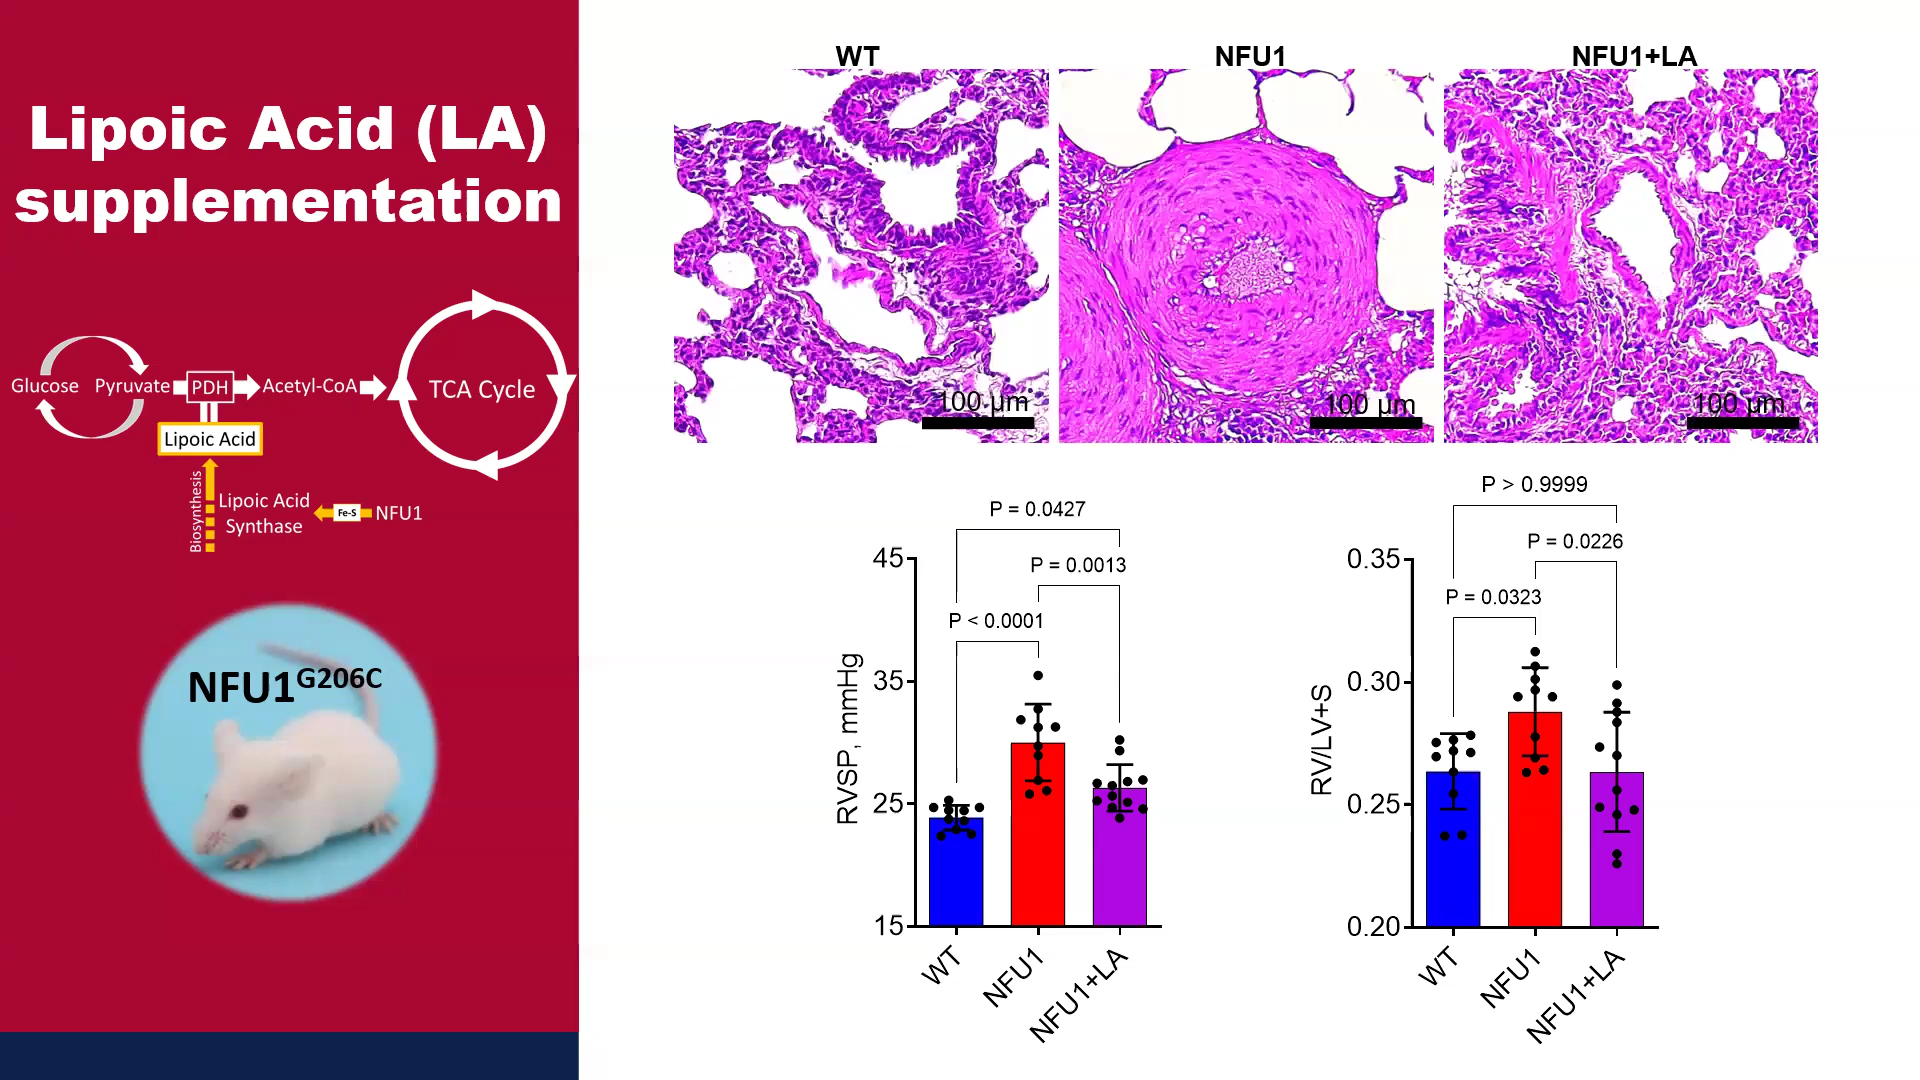 Lipoic Acid (LA)
supplementation
Glucose Pyruvate PDH Acetyl-CoA TCA Cycle
Lipoic Acid
Biosynthesis
Lipoic Acid
Synthase
Fe-S
NFU1
NFU1G206C
WT
NFU1
NFU1+LA
100 µm
100 µm
100 µm
P = 0.0427
P = 0.0013
P < 0.0001
RVSP, mmHg
45
35
25
15
WT
NFU1
NFU1+LA
P > 0.9999
P = 0.0226
P = 0.0323
RV/LV+S
0.35
0.30
0.25
0.20
WT
NFU1
NFU1+LA